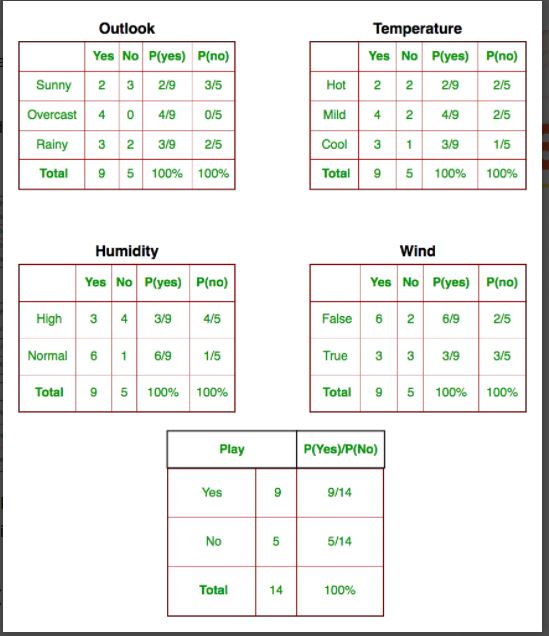 Outlook
Yes No P(yes) P(no)
Sunny 2 3 2/9 3/5
Overcast 4 0 4/9 0/5
Rainy 3 2 3/9 2/5
Total 9 5 100% 100%
Temperature
Yes No P(yes) P(no)
Hot 2 2 2/9 2/5
Mild 4 2 4/9 2/5
Cool 3 1 3/9 1/5
Total 9 5 100% 100%
Humidity
Yes No P(yes) P(no)
High 3 4 3/9 4/5
Normal 6 1 6/9 1/5
Total 9 5 100% 100%
Wind
Yes No P(yes) P(no)
False 6 2 6/9 2/5
True 3 3 3/9 3/5
Total 9 5 100% 100%
Play P(Yes)/P(No)
Yes 9 9/14
No 5 5/14
Total 14 100%